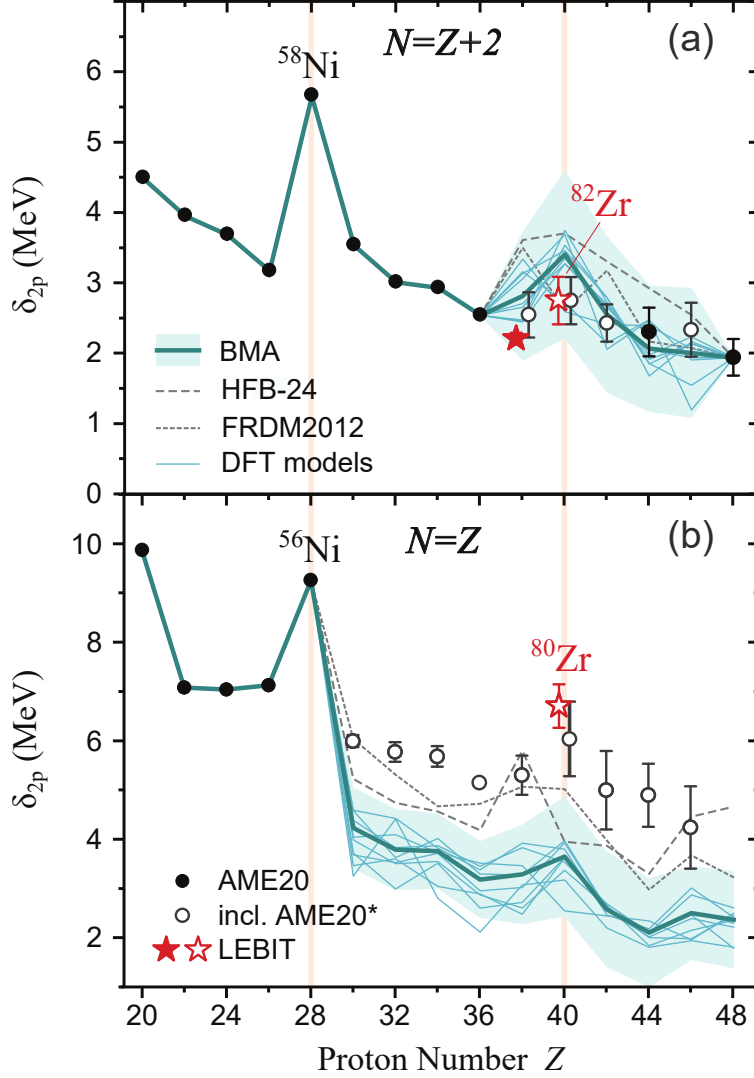 N=Z+2
(a)
58Ni
82Zr
6
5
4
3
2
1
0
δ2p (MeV)
BMA
HFB-24
FRDM2012
DFT models
N=Z
(b)
56Ni
80Zr
10
8
6
4
2
δ2p (MeV)
AME20
incl. AME20*
LEBIT
20 24 28 32 36 40 44 48
Proton Number Z